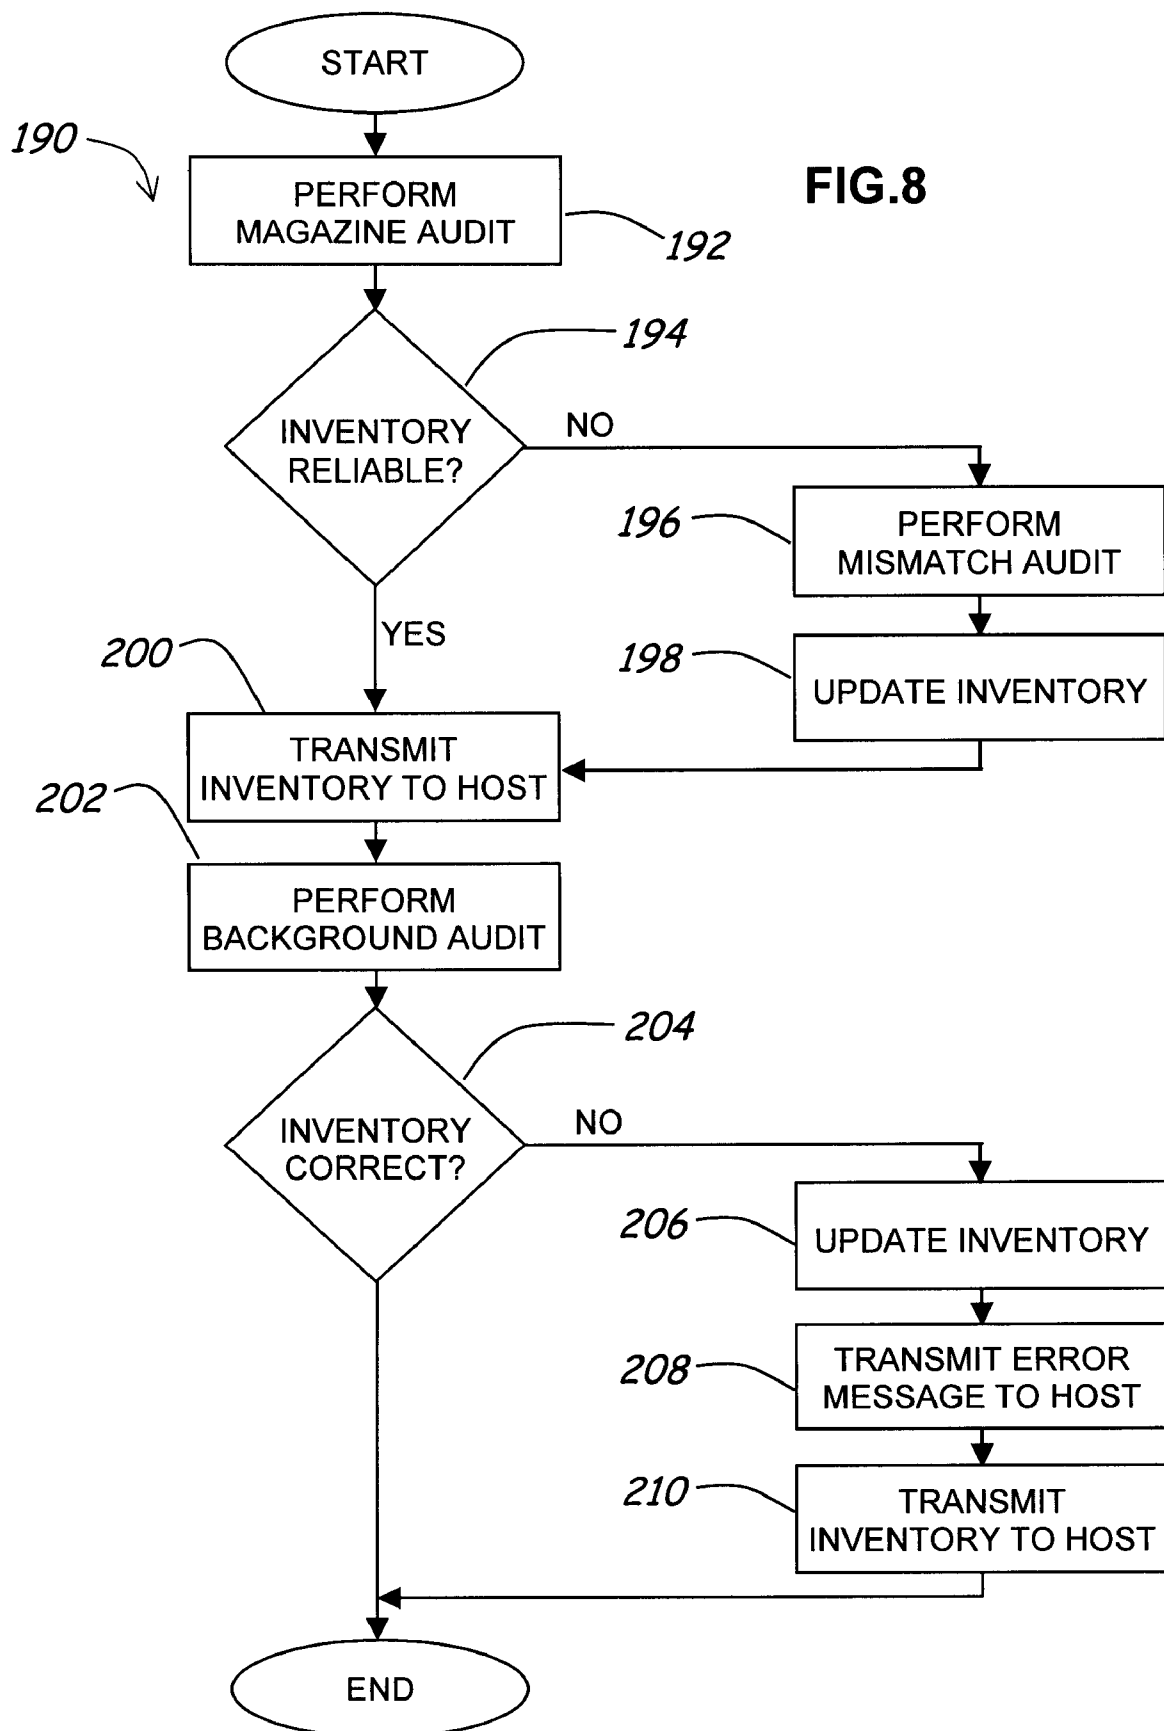 START
190
PERFORM
MAGAZINE AUDIT
192
FIG.8
194
INVENTORY
RELIABLE?
NO
196
PERFORM
MISMATCH AUDIT
YES
198
UPDATE INVENTORY
200
TRANSMIT
INVENTORY TO HOST
202
PERFORM
BACKGROUND AUDIT
204
INVENTORY
CORRECT?
NO
206
UPDATE INVENTORY
208
TRANSMIT ERROR
MESSAGE TO HOST
210
TRANSMIT
INVENTORY TO HOST
END